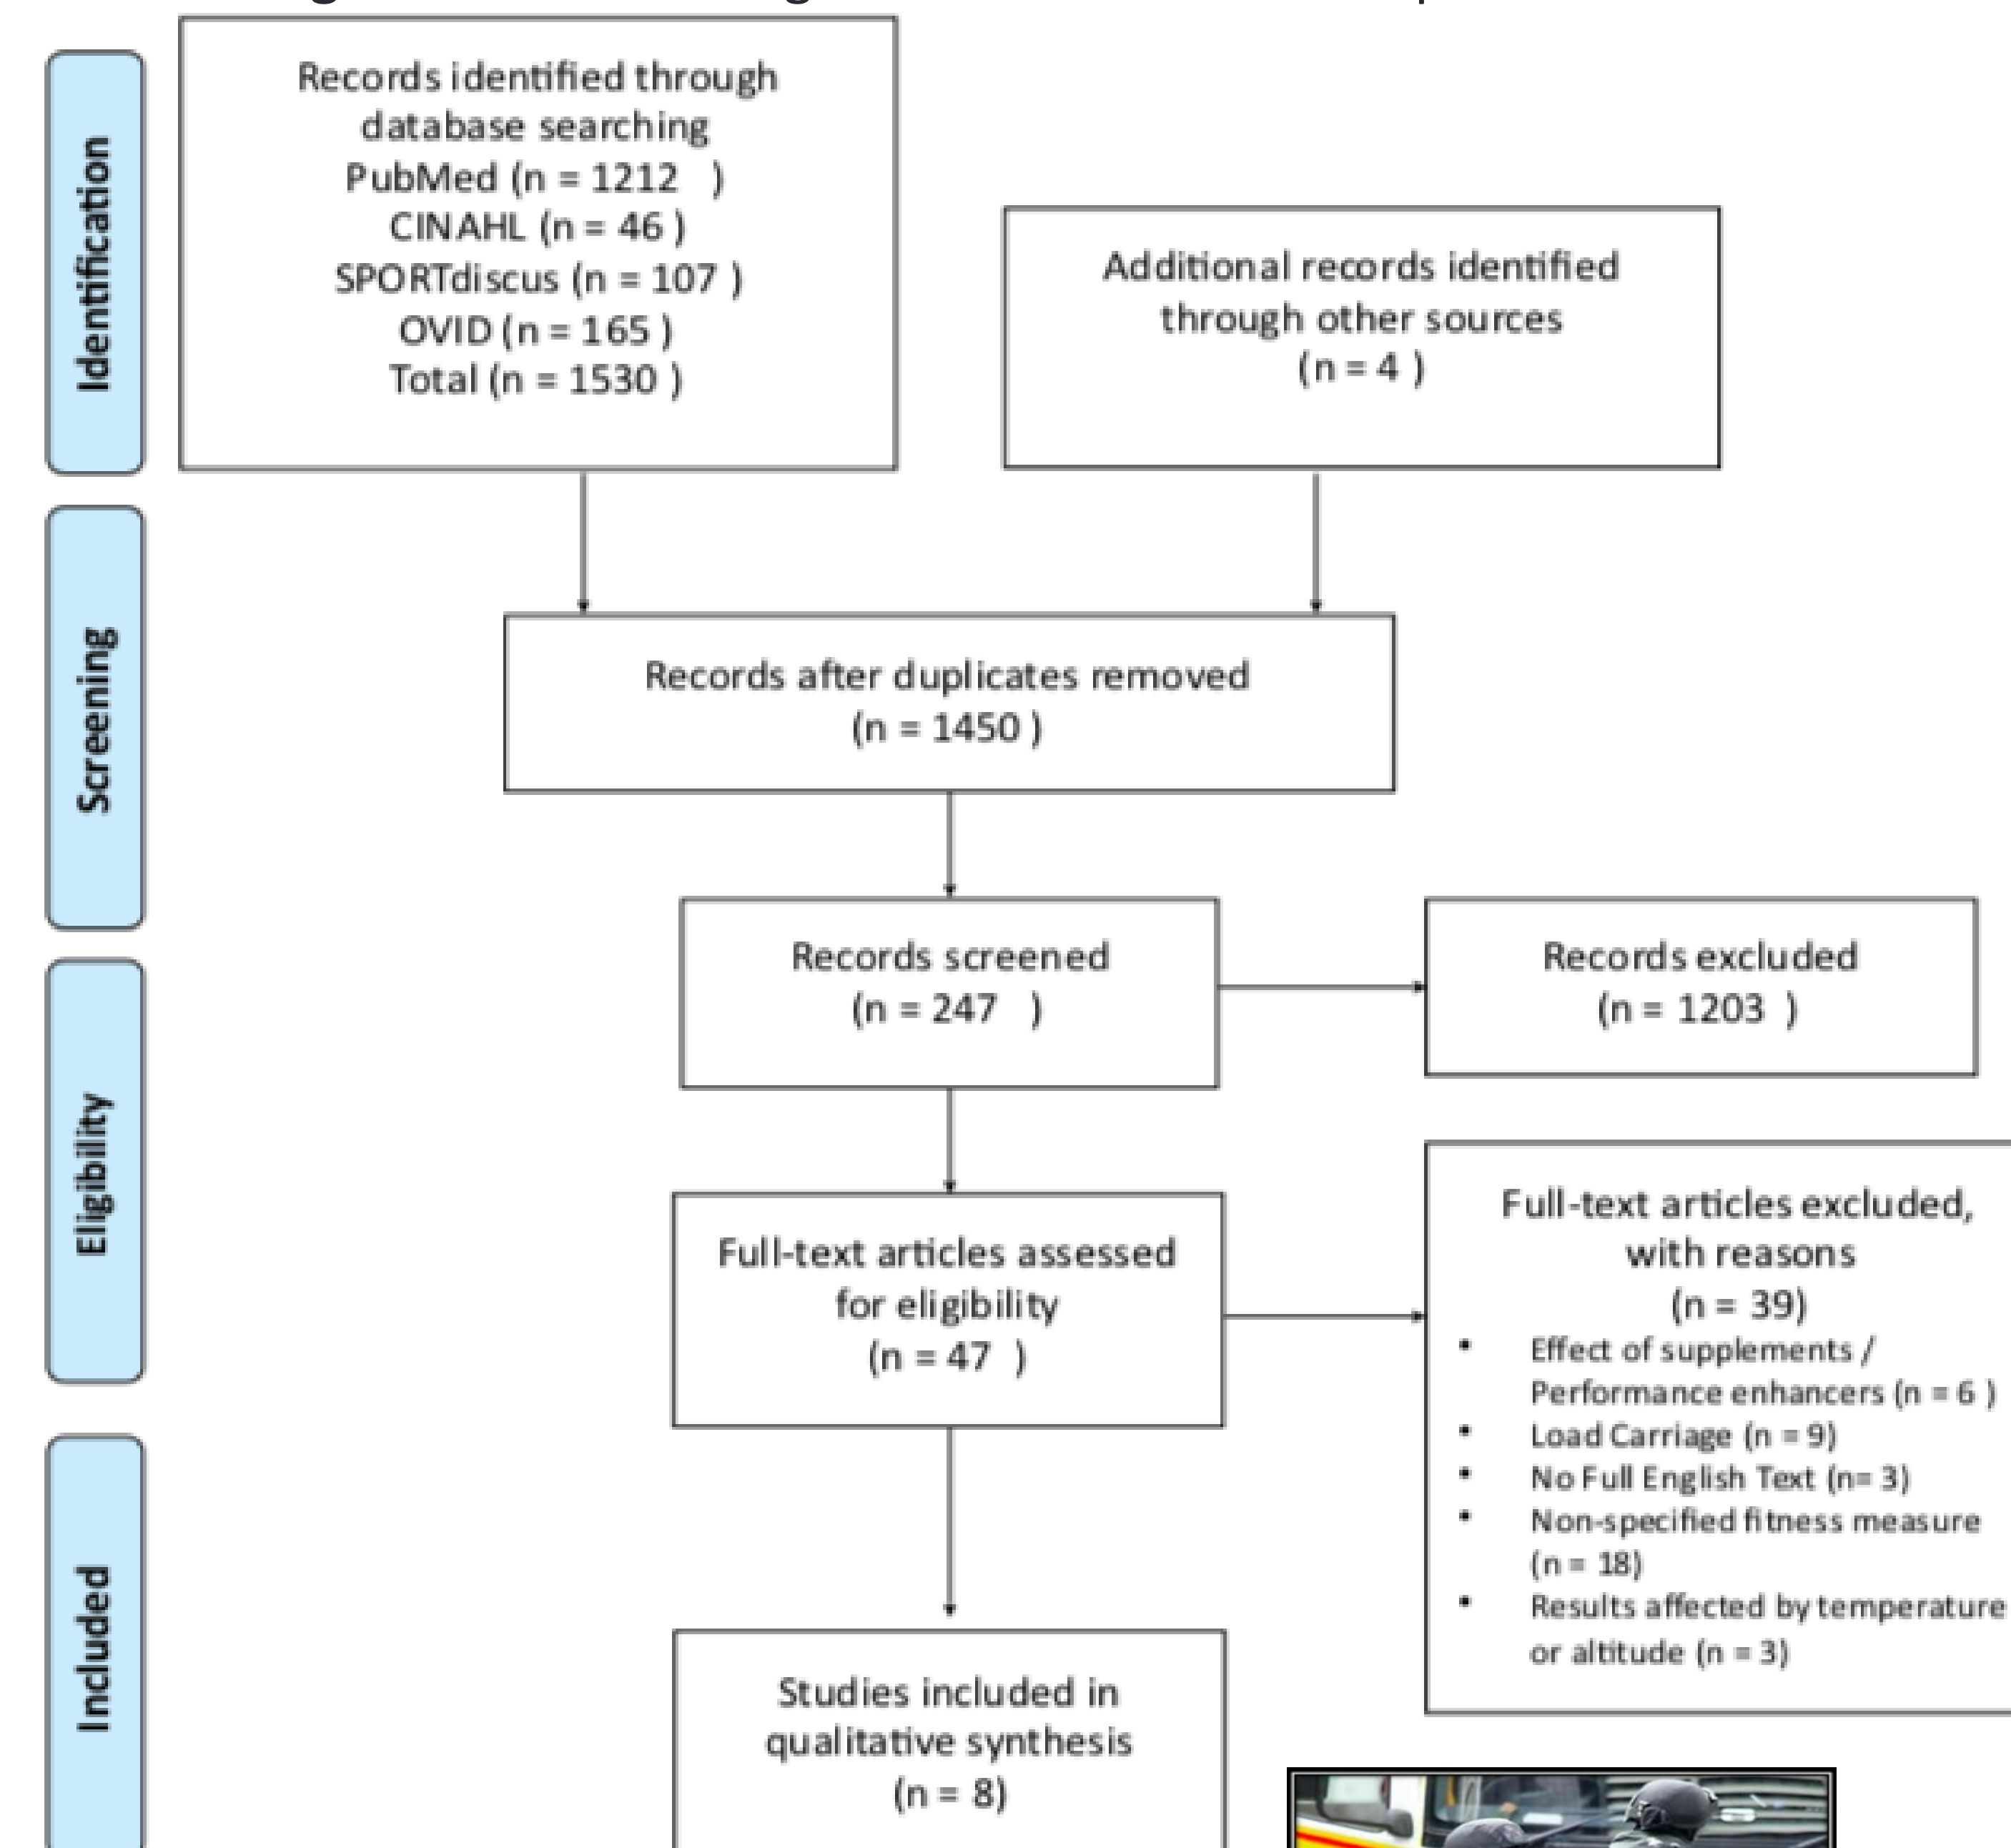 Identification
Records identified through
database searching
PubMed (n = 1212 )
CINAHL (n = 46 )
SPORTdiscus (n = 107 )
OVID (n = 165 )
Total (n = 1530 )
Additional records identified
through other sources
(n = 4 )
Screening
Records after duplicates removed
(n = 1450 )
Records screened
(n = 247 )
Records excluded
(n = 1203 )
Eligibility
Full-text articles assessed
for eligibility
(n = 47 )
Full-text articles excluded,
with reasons
(n = 39)
• Effect of supplements /
Performance enhancers (n = 6 )
• Load Carriage (n = 9)
• No Full English Text (n= 3)
• Non-specified fitness measure
(n = 18)
• Results affected by temperature
or altitude (n = 3)
Included
Studies included in
qualitative synthesis
(n = 8)